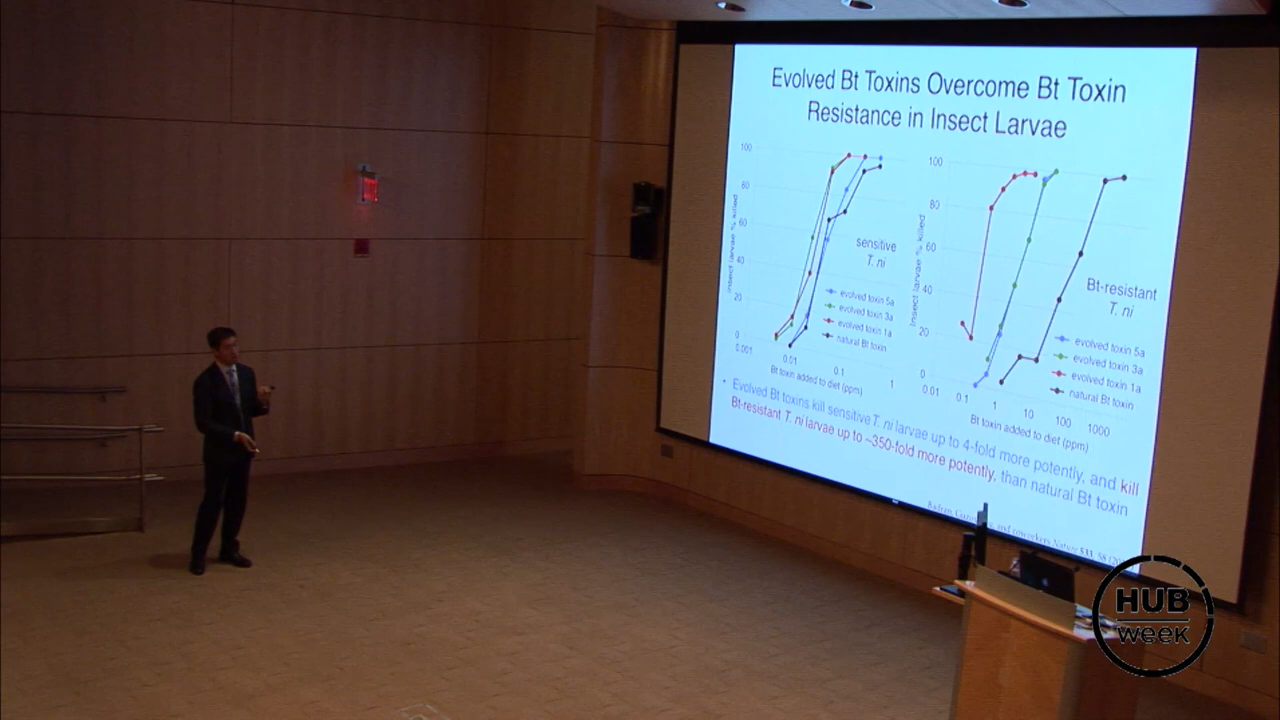 Evolved Bt Toxins Overcome Bt Toxin
Resistance in Insect Larvae
100
80
60
40
20
0
0.001
0.01
0.1
1
Insect larvae % killed
Bt toxin added to diet (ppm)
sensitive
T. ni
evolved toxin 5a
evolved toxin 3a
evolved toxin 1a
natural Bt toxin
100
80
60
40
20
0
0.01
0.1
1
10
100
1000
Insect larvae % killed
Bt toxin added to diet (ppm)
Bt-resistant
T. ni
evolved toxin 5a
evolved toxin 3a
evolved toxin 1a
natural Bt toxin
• Evolved Bt toxins kill sensitive T. ni larvae up to 4-fold more potently, and kill
Bt-resistant T. ni larvae up to ~350-fold more potently, than natural Bt toxin
and coworkers Nature 533, 58
HUB
week